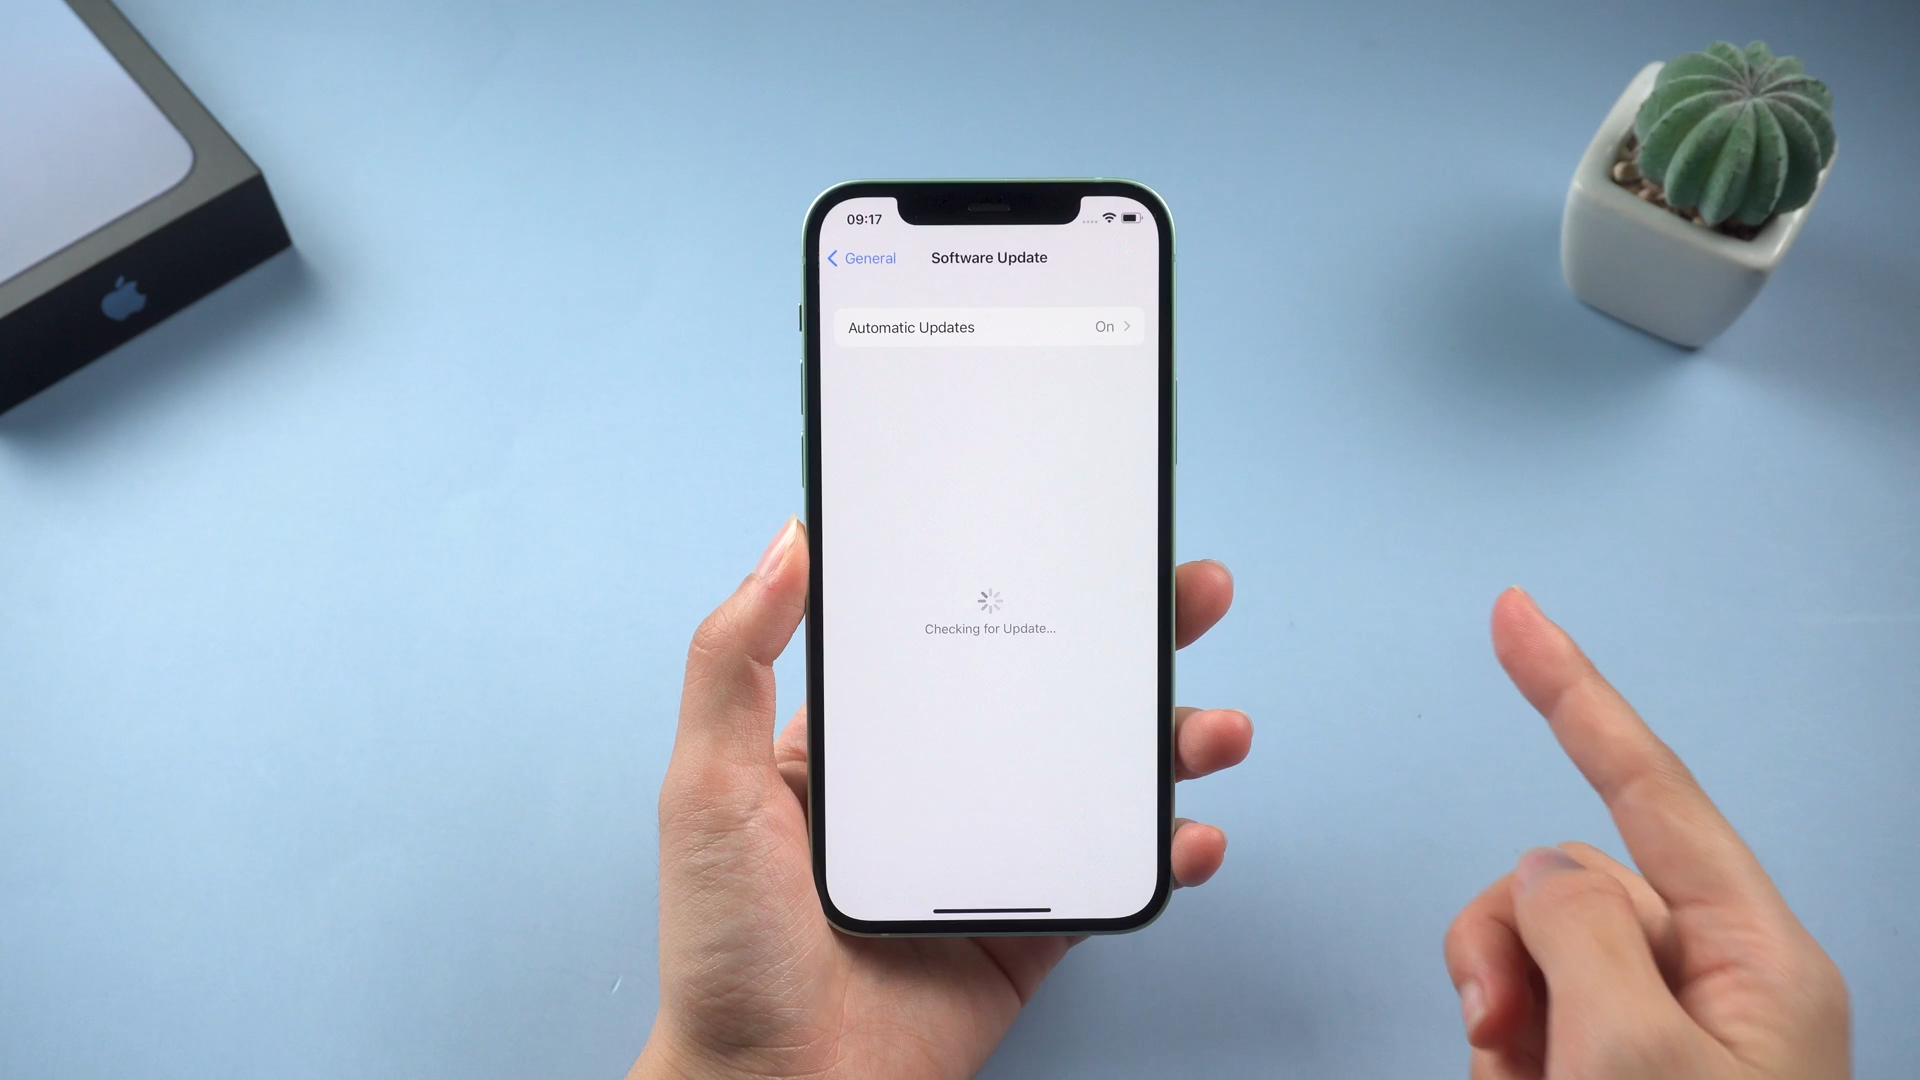 09:17
General
Software Update
Automatic Updates On
Checking for Update...